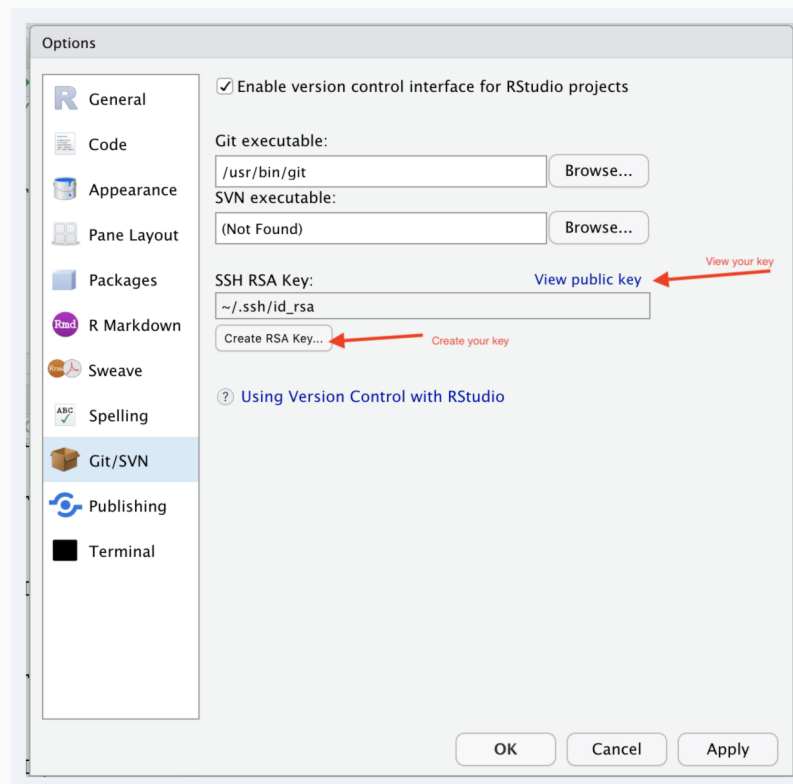 Options
General
Code
Appearance
Pane Layout
Packages
Rmd
R Markdown
Rnw
Sweave
ABC
Spelling
Git/SVN
Publishing
Terminal
Enable version control interface for RStudio projects
Git executable:
/usr/bin/git
Browse...
SVN executable:
(Not Found)
Browse...
View your key
SSH RSA Key:
View public key
~/.ssh/id_rsa
Create RSA Key...
Create your key
? Using Version Control with RStudio
OK
Cancel
Apply